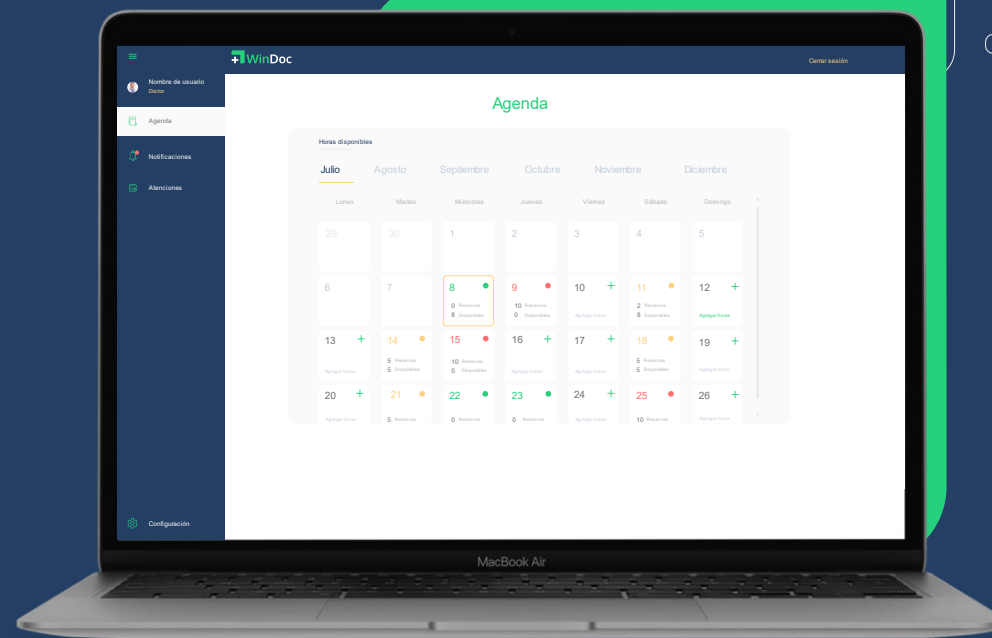 WinDoc
Cerrar sesión
Nombre de usuario
Doctor
Agenda
Notificaciones
Atenciones
Configuración
Agenda
Horas disponibles
Julio Agosto Septiembre Octubre Noviembre Diciembre
Lunes Martes Miércoles Jueves Viernes Sábado Domingo
29 30 1 2 3 4 5
6 7 8 9 10 + 11 12 +
0 Reservas 10 Reservas 2 Reservas
8 Disponibles 0 Disponibles Agregar horas 8 Disponibles Agregar horas
13 + 14 15 16 + 17 + 18 19 +
5 Reservas 10 Reservas 5 Reservas
Agregar horas 5 Disponibles 0 Disponibles Agregar horas Agregar horas 5 Disponibles Agregar horas
20 + 21 22 23 24 + 25 26 +
Agregar horas 5 Reservas 0 Reservas 0 Reservas Agregar horas 10 Reservas Agregar horas
MacBook Air